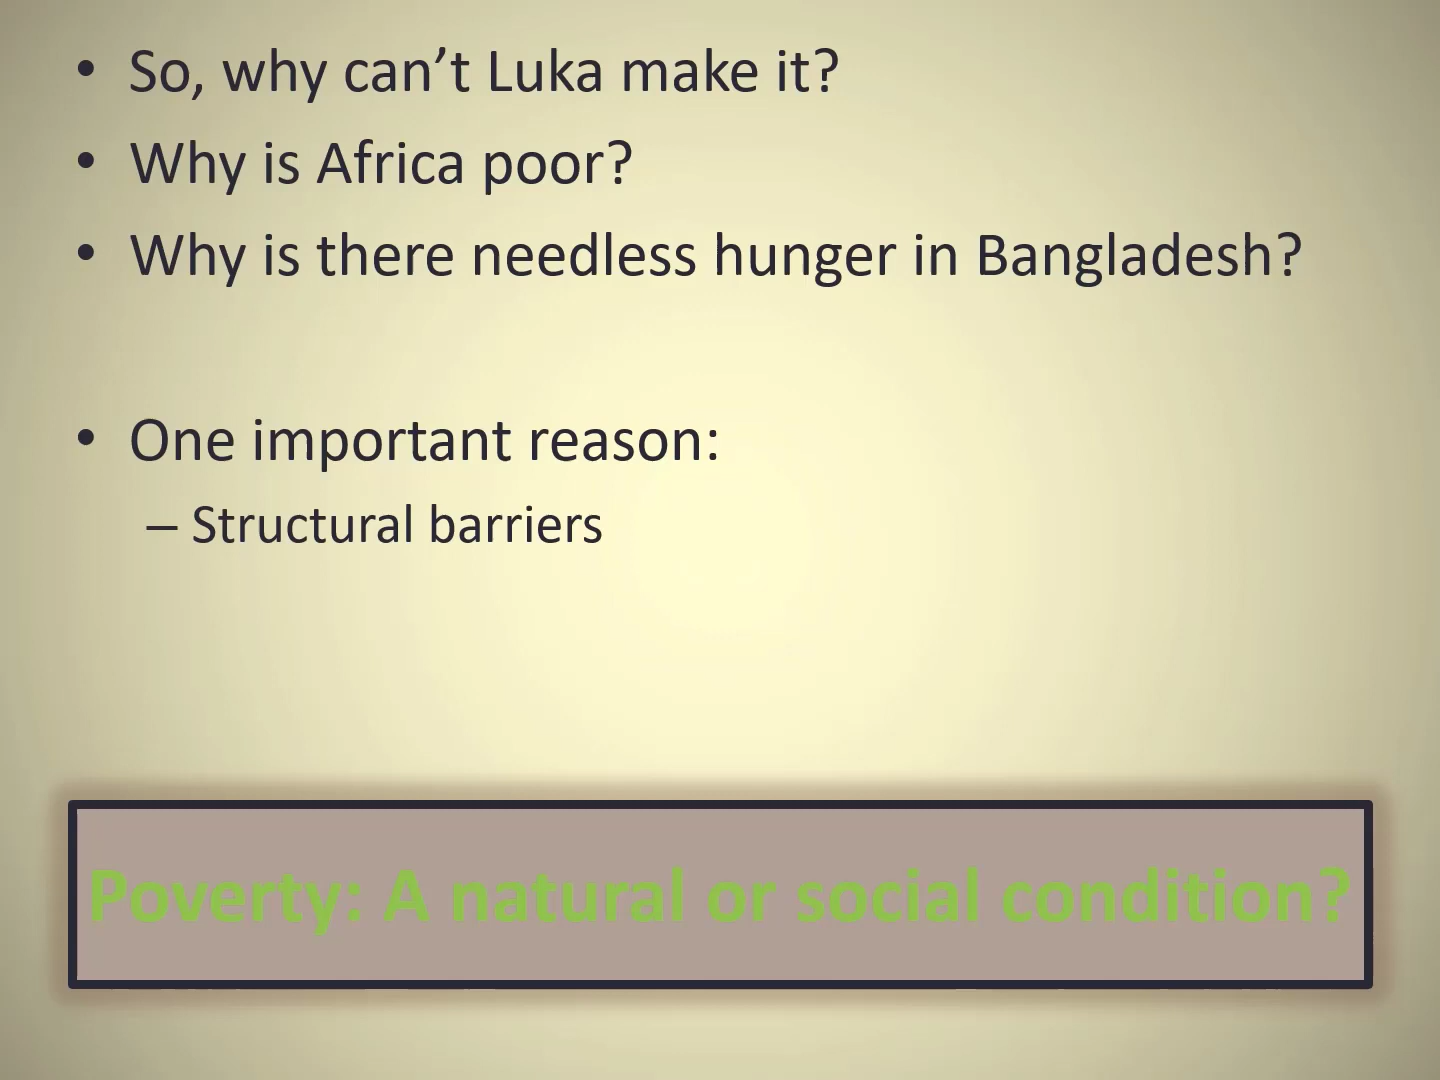 • So, why can’t Luka make it?
• Why is Africa poor?
• Why is there needless hunger in Bangladesh?
• One important reason:
– Structural barriers
Poverty: A natural or social condition?